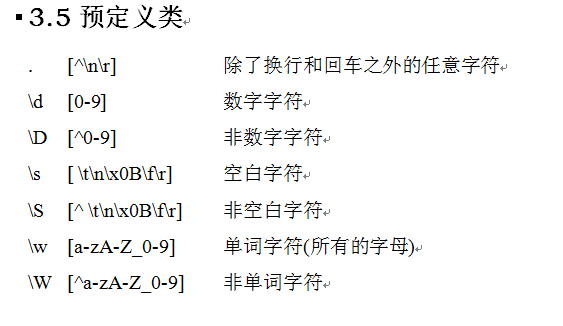 ▪3.5 预定义类
. [^\n\r] 除了换行和回车之外的任意字符
\d [0-9] 数字字符
\D [^0-9] 非数字字符
\s [ \t\n\x0B\f\r] 空白字符
\S [^ \t\n\x0B\f\r] 非空白字符
\w [a-zA-Z_0-9] 单词字符(所有的字母)
\W [^a-zA-Z_0-9] 非单词字符